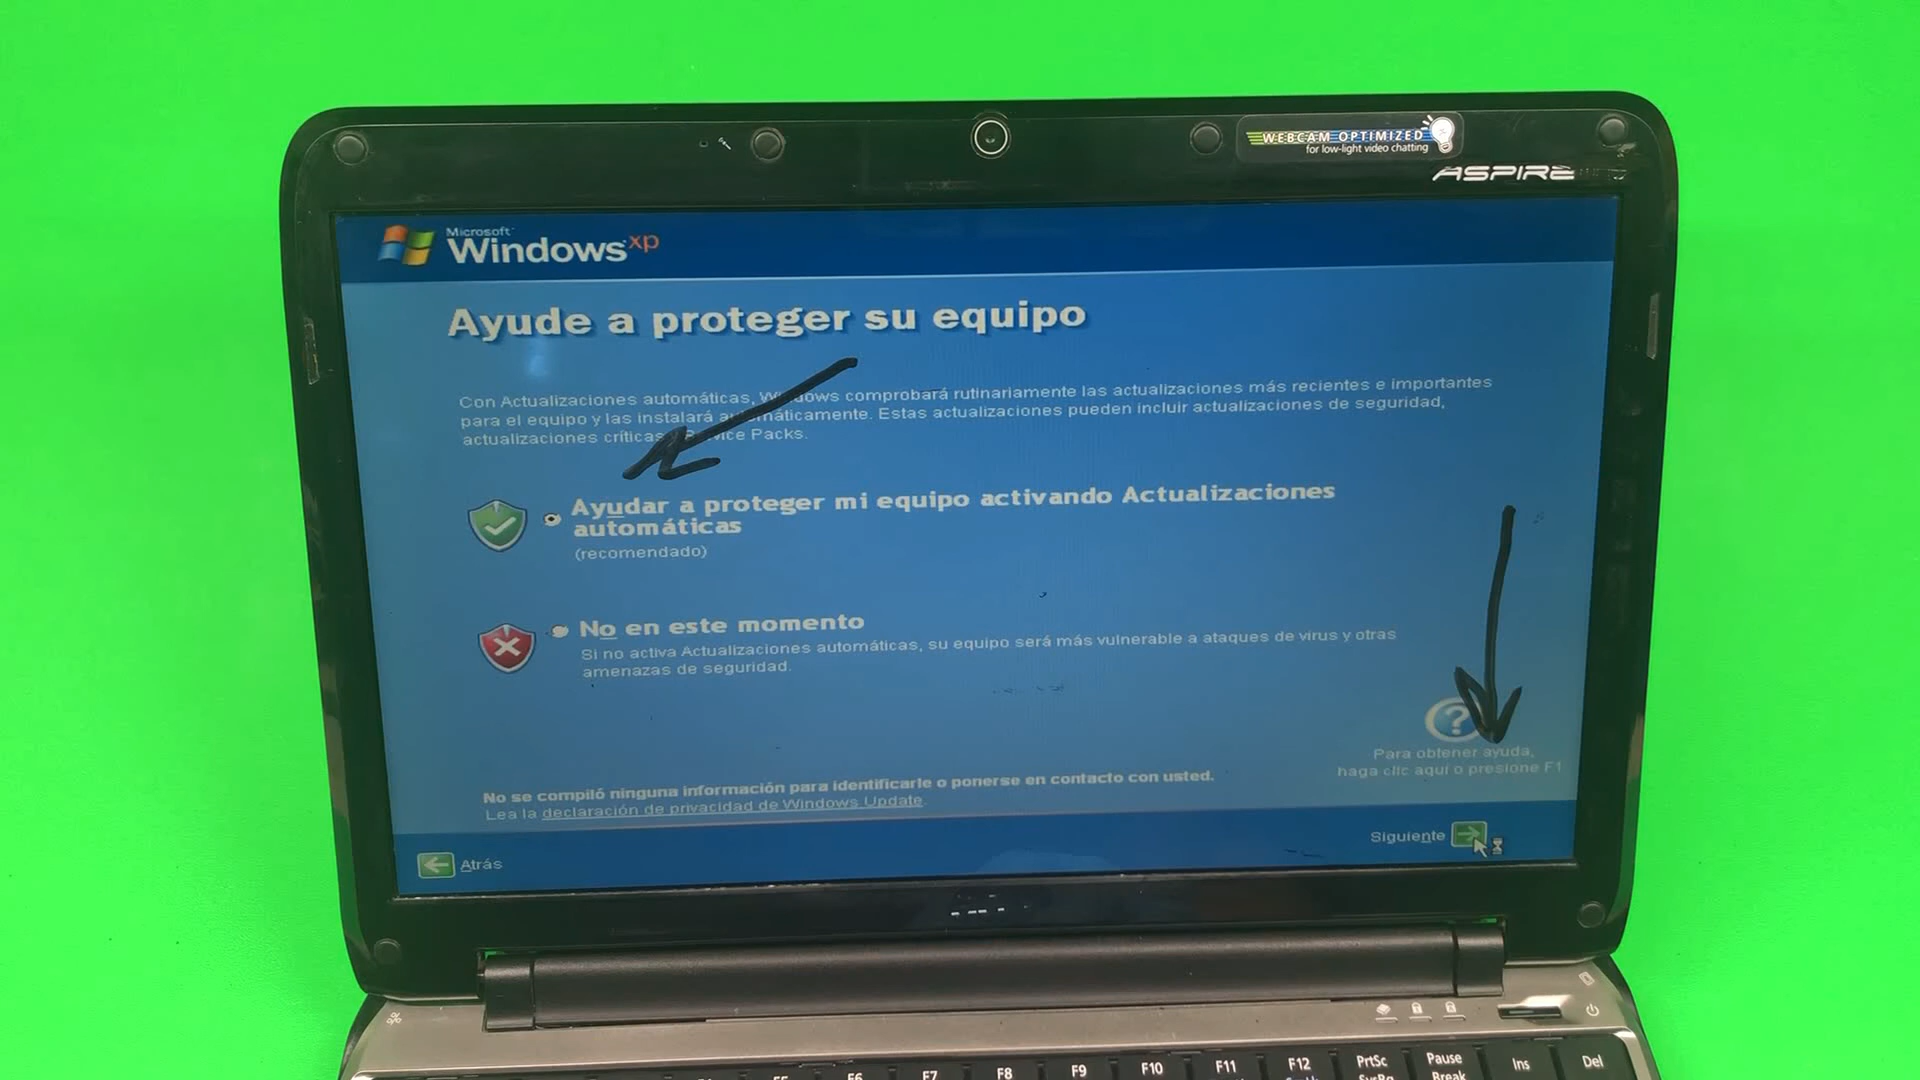 WEBCAM OPTIMIZED
for low-light video chatting
ASPIRE
Microsoft
Windows xp
Ayude a proteger su equipo
Con Actualizaciones automáticas, Windows comprobará rutinariamente las actualizaciones más recientes e importantes
para el equipo y las instalará automáticamente. Estas actualizaciones pueden incluir actualizaciones de seguridad,
actualizaciones críticas y Service Packs.
Ayudar a proteger mi equipo activando Actualizaciones
automáticas
(recomendado)
No en este momento
Si no activa Actualizaciones automáticas, su equipo será más vulnerable a ataques de virus y otras
amenazas de seguridad.
Para obtener ayuda,
haga clic aquí o presione F1
No se compiló ninguna información para identificarle o ponerse en contacto con usted.
Lea la declaración de privacidad de Windows Update.
Siguiente
Atrás
F6 F7 F8 F9 F10 F11 F12 PrtSc Pause Ins Del
Break